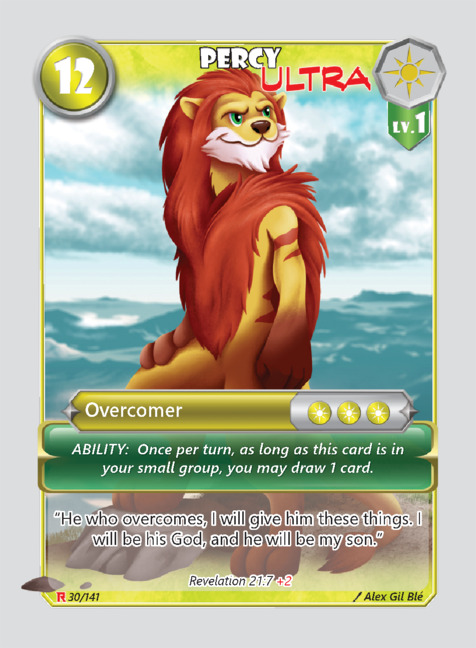 12
PERCY
ULTRA
LV.1
Overcomer
ABILITY: Once per turn, as long as this card is in
your small group, you may draw 1 card.
“He who overcomes, I will give him these things. I
will be his God, and he will be my son.”
Revelation 21:7 +2
R 30/141
/ Alex Gil Blé